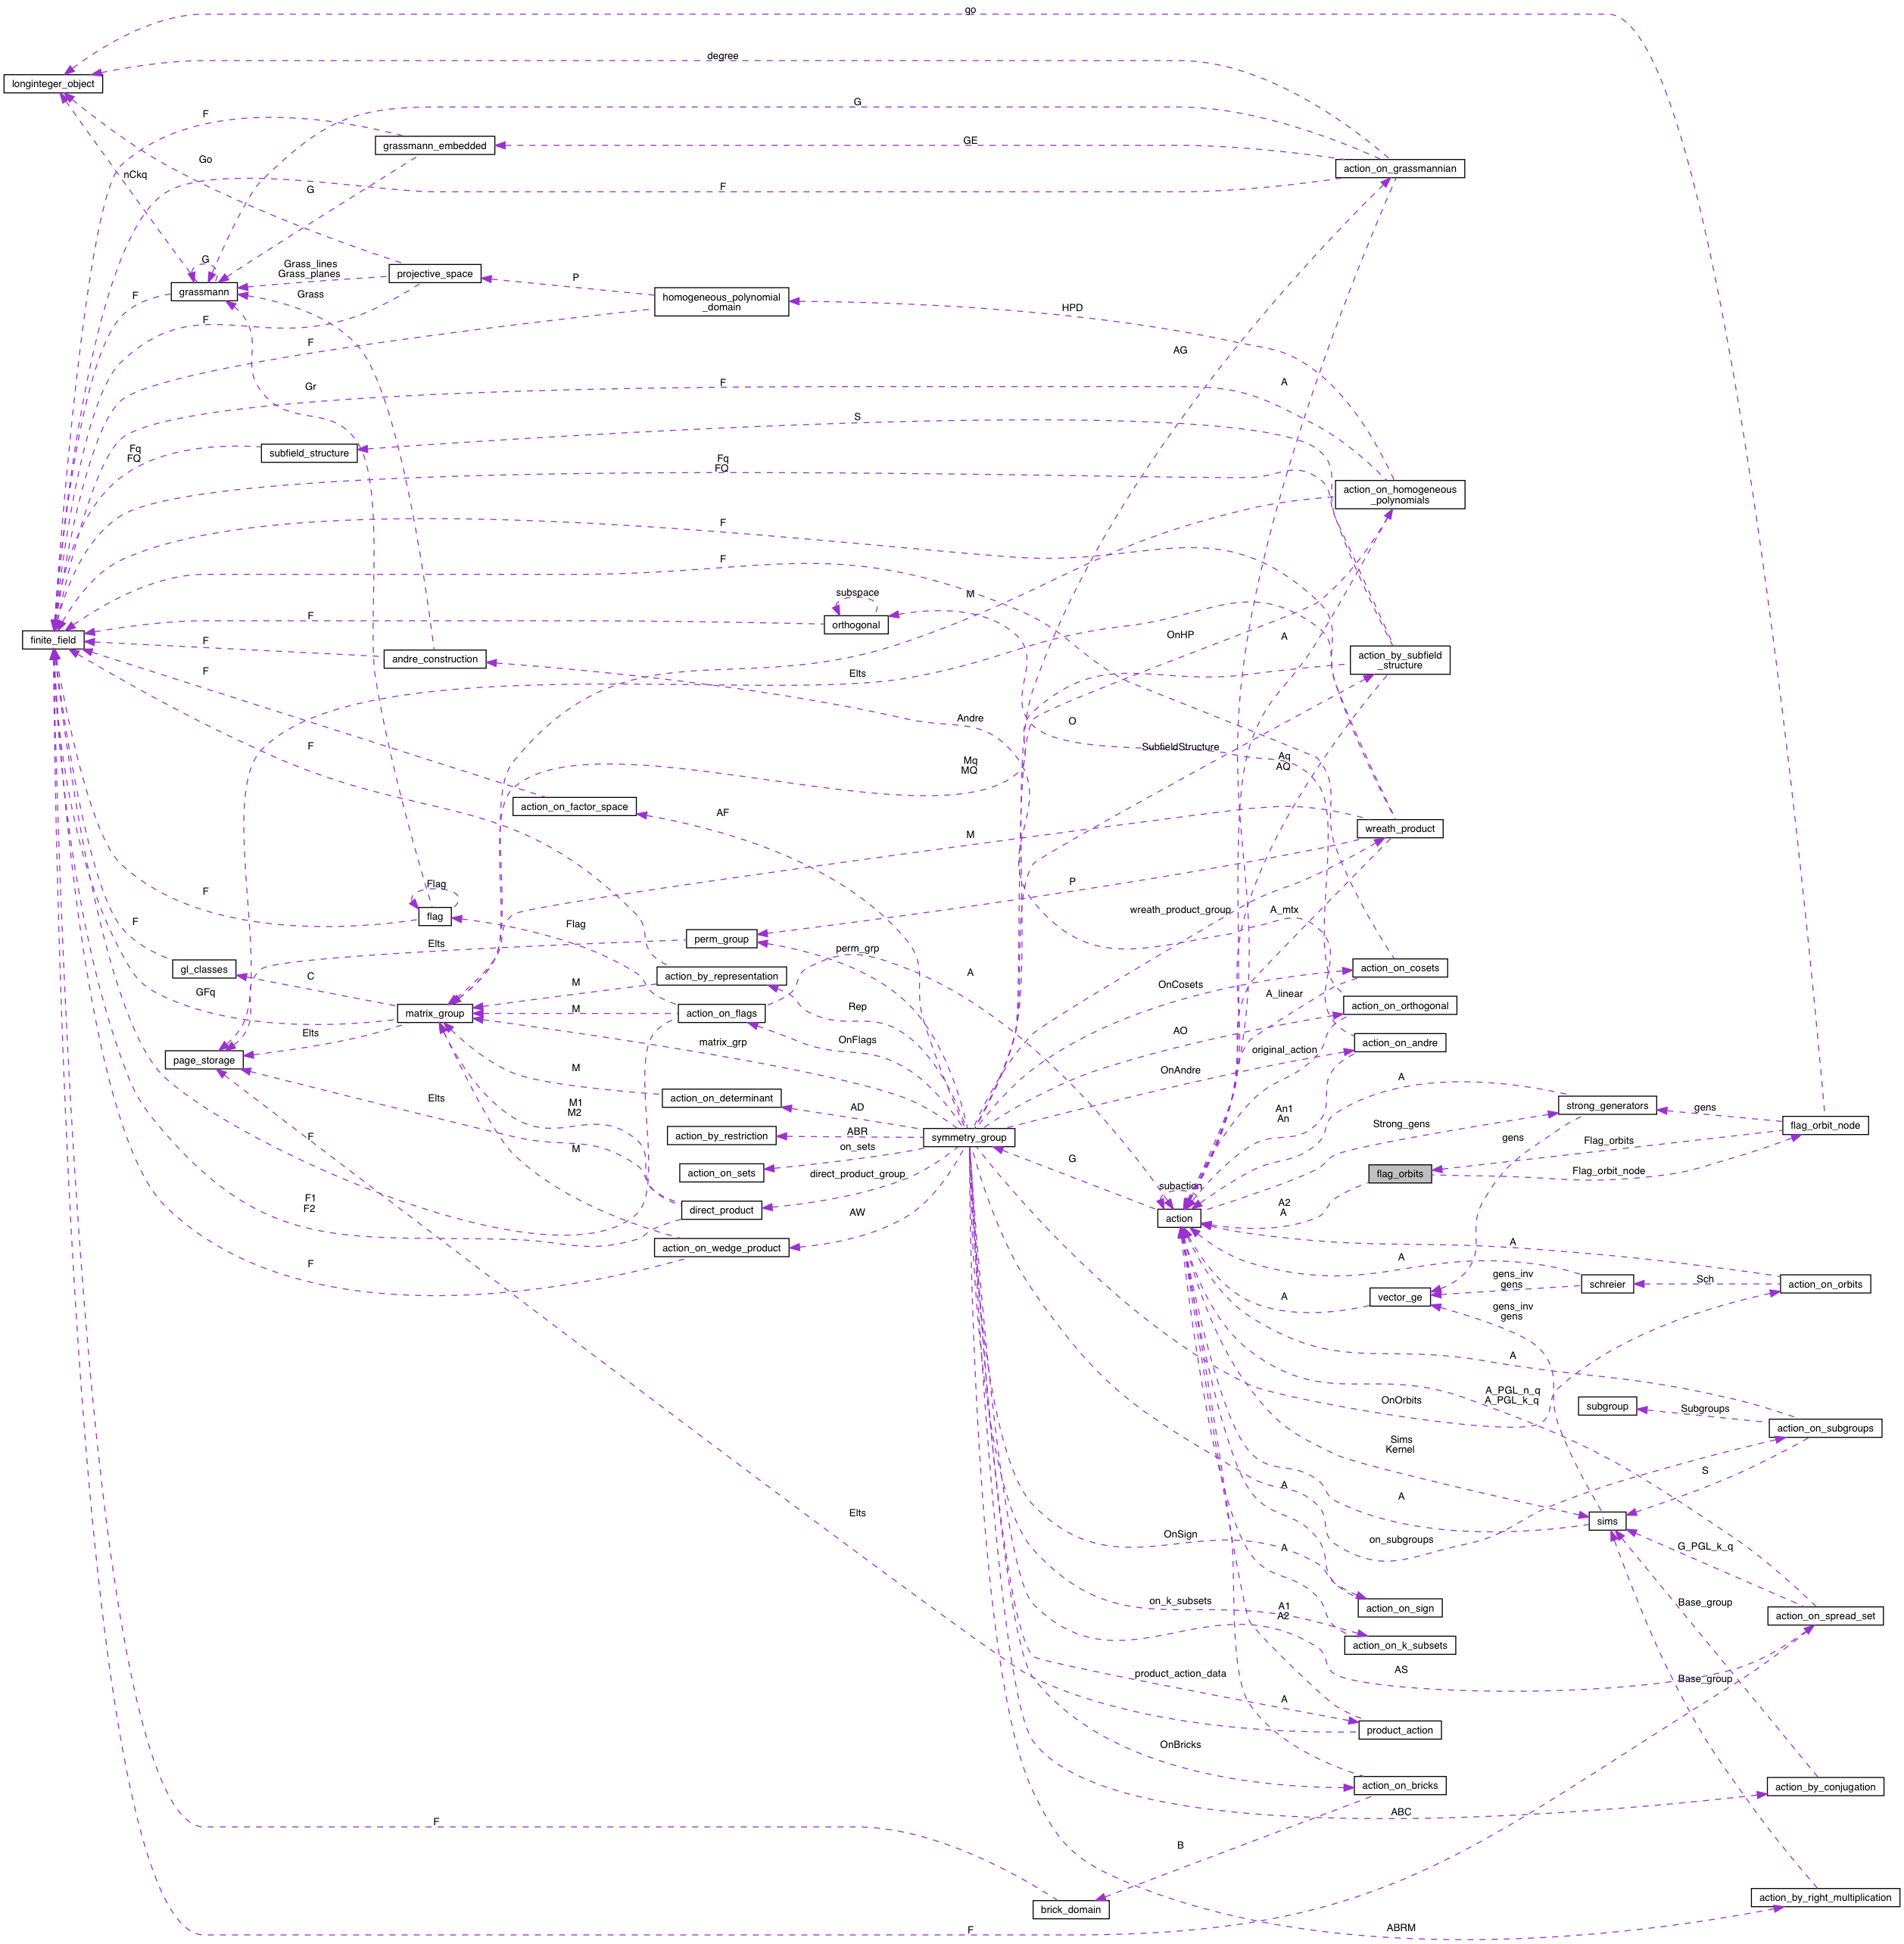 go
degree
longinteger_object
G
F
grassmann_embedded
GE
Go
action_on_grassmannian
nCkq
G
F
G
Grass_lines
Grass_planes
projective_space
P
grassmann
Grass
F
homogeneous_polynomial
_domain
HPD
F
F
AG
Gr
F
A
S
Fq
FQ
subfield_structure
Fq
FQ
action_on_homogeneous
_polynomials
F
F
subspace
M
F
orthogonal
OnHP
A
finite_field
F
andre_construction
action_by_subfield
_structure
F
Elts
Andre
O
SubfieldStructure
F
Mq
MQ
Aq
AQ
action_on_factor_space
AF
wreath_product
M
P
Flag
F
flag
wreath_product_group
A_mtx
F
Flag
perm_group
Elts
perm_grp
gl_classes
C
action_by_representation
A
action_on_cosets
OnCosets
GFq
M
A_linear
matrix_group
M
action_on_flags
Rep
action_on_orthogonal
Elts
OnFlags
AO
matrix_grp
original_action
action_on_andre
page_storage
M
OnAndre
A
Elts
M1
M2
action_on_determinant
AD
An1
An
strong_generators
gens
ABR
Strong_gens
flag_orbit_node
F
action_by_restriction
symmetry_group
gens
Flag_orbits
M
on_sets
G
action_on_sets
direct_product_group
subaction
flag_orbits
Flag_orbit_node
F1
F2
direct_product
AW
A2
A
action
action_on_wedge_product
A
A
F
gens_inv
gens
schreier
Sch
action_on_orbits
A
vector_ge
gens_inv
gens
A
OnOrbits
A_PGL_n_q
A_PGL_k_q
subgroup
Subgroups
action_on_subgroups
Sims
Kernel
S
A
A
Elts
sims
OnSign
A
on_subgroups
G_PGL_k_q
on_k_subsets
A1
A2
action_on_sign
Base_group
action_on_spread_set
action_on_k_subsets
AS
product_action_data
A
Base_group
product_action
OnBricks
action_on_bricks
action_by_conjugation
F
ABC
B
action_by_right_multiplication
brick_domain
F
ABRM